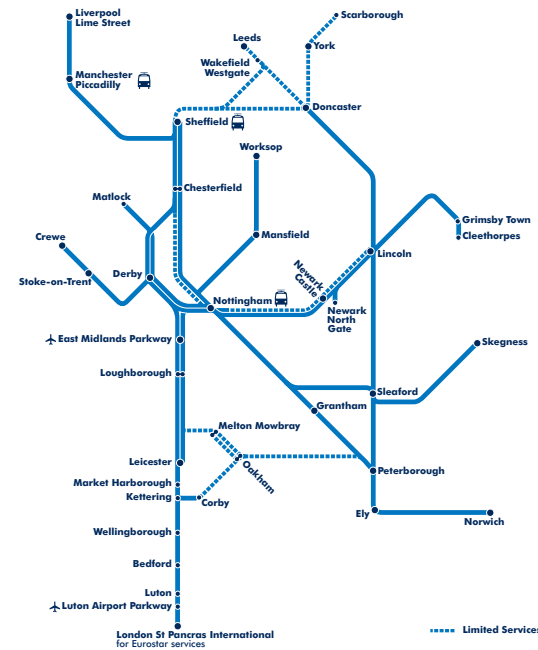 Liverpool
Lime Street
Scarborough
Leeds
York
Wakefield
Westgate
Manchester
Piccadilly
Doncaster
Sheffield
Worksop
Chesterfield
Matlock
Grimsby Town
Cleethorpes
Crewe
Mansfield
Lincoln
Stoke-on-Trent
Derby
Newark
Castle
Nottingham
Newark
North
Gate
East Midlands Parkway
Skegness
Loughborough
Sleaford
Grantham
Melton Mowbray
Leicester
Oakham
Peterborough
Market Harborough
Kettering
Corby
Ely
Norwich
Wellingborough
Bedford
Luton
Luton Airport Parkway
London St Pancras International
for Eurostar services
Limited Services